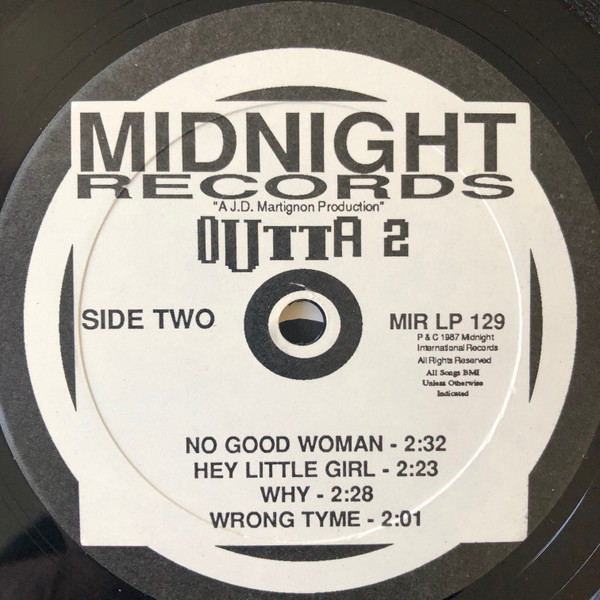 MIDNIGHT
RECORDS
"A J.D. Martignon Production"
OUTTA 2
SIDE TWO
MIR LP 129
P & C 1987 Midnight
International Records
All Rights Reserved
All Songs BMI
Unless Otherwise
Indicated
NO GOOD WOMAN - 2:32
HEY LITTLE GIRL - 2:23
WHY - 2:28
WRONG TYME - 2:01